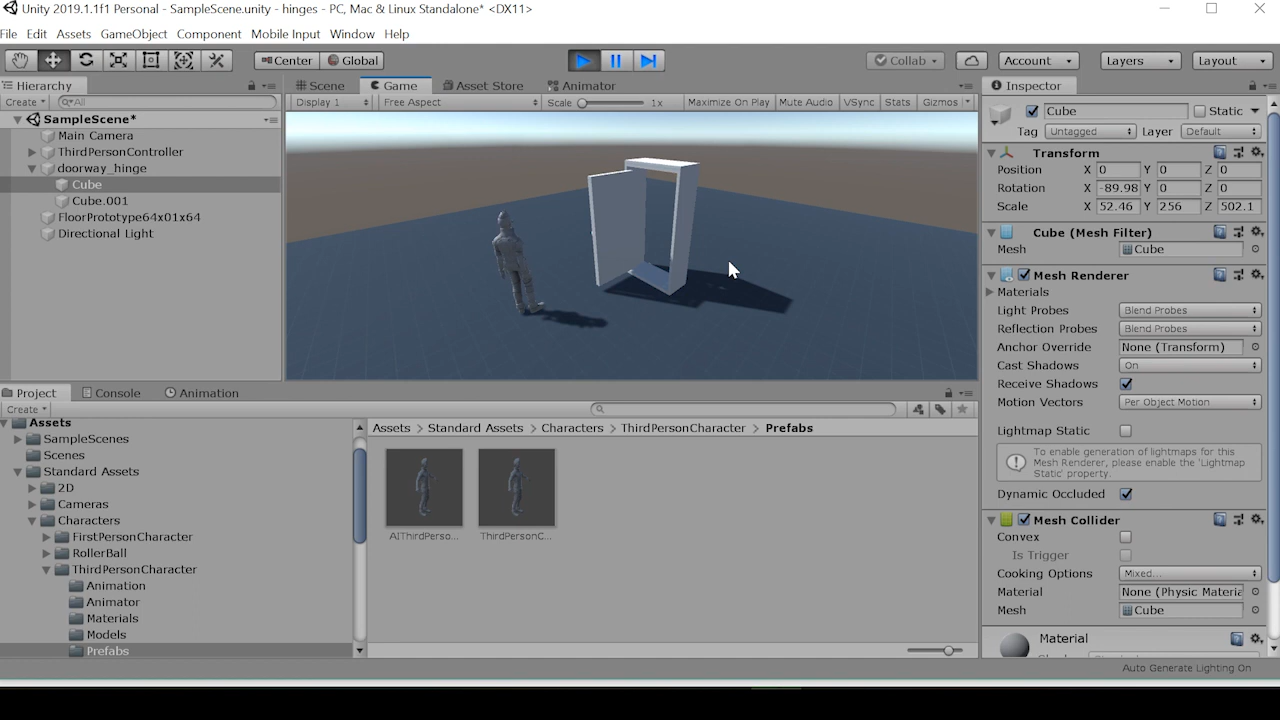 Unity 2019.1.1f1 Personal - SampleScene.unity - hinges - PC, Mac & Linux Standalone* <DX11>
File Edit Assets GameObject Component Mobile Input Window Help
Center Global Collab Account Layers Layout
Hierarchy
Create All
SampleScene*
Main Camera
ThirdPersonController
doorway_hinge
Cube
Cube.001
FloorPrototype64x01x64
Directional Light
Scene Game Asset Store Animator
Display 1 Free Aspect Scale 1x Maximize On Play Mute Audio VSync Stats Gizmos
Inspector
Cube Static
Tag Untagged Layer Default
Transform
Position X 0 Y 0 Z 0
Rotation X -89.98 Y 0 Z 0
Scale X 52.46 Y 256 Z 502.1
Cube (Mesh Filter)
Mesh Cube
Mesh Renderer
Materials
Light Probes Blend Probes
Reflection Probes Blend Probes
Anchor Override None (Transform)
Cast Shadows On
Receive Shadows
Motion Vectors Per Object Motion
Lightmap Static
To enable generation of lightmaps for this
Mesh Renderer, please enable the 'Lightmap
Static' property.
Dynamic Occluded
Mesh Collider
Convex
Is Trigger
Cooking Options Mixed...
Material None (Physic Materia
Mesh Cube
Material
Project Console Animation
Create
Assets
SampleScenes
Scenes
Standard Assets
2D
Cameras
Characters
FirstPersonCharacter
RollerBall
ThirdPersonCharacter
Animation
Animator
Materials
Models
Prefabs
Assets > Standard Assets > Characters > ThirdPersonCharacter > Prefabs
AIThirdPerso... ThirdPersonC...
Auto Generate Lighting On